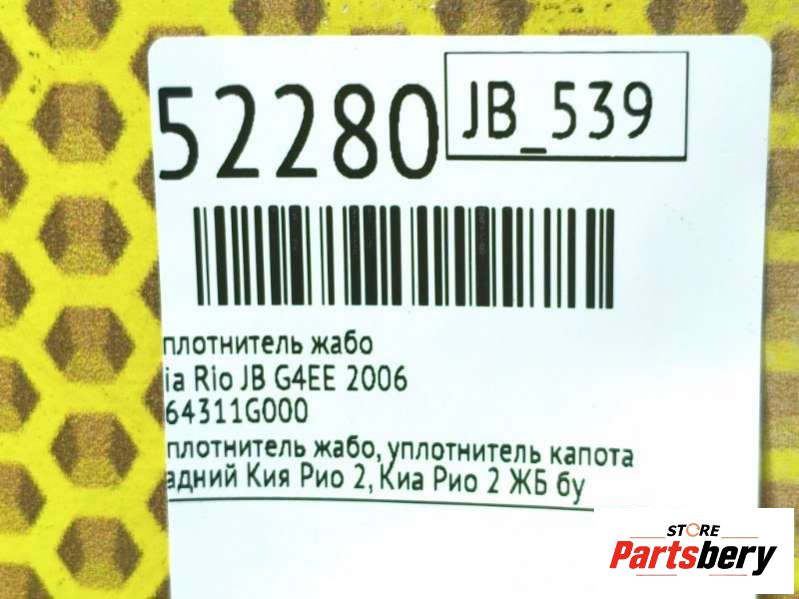 52280
JB_539
плотнитель жабо
ia Rio JB G4EE 2006
64311G000
плотнитель жабо, уплотнитель капота
адний Кия Рио 2, Киа Рио 2 ЖБ бу
STORE
Partsbery